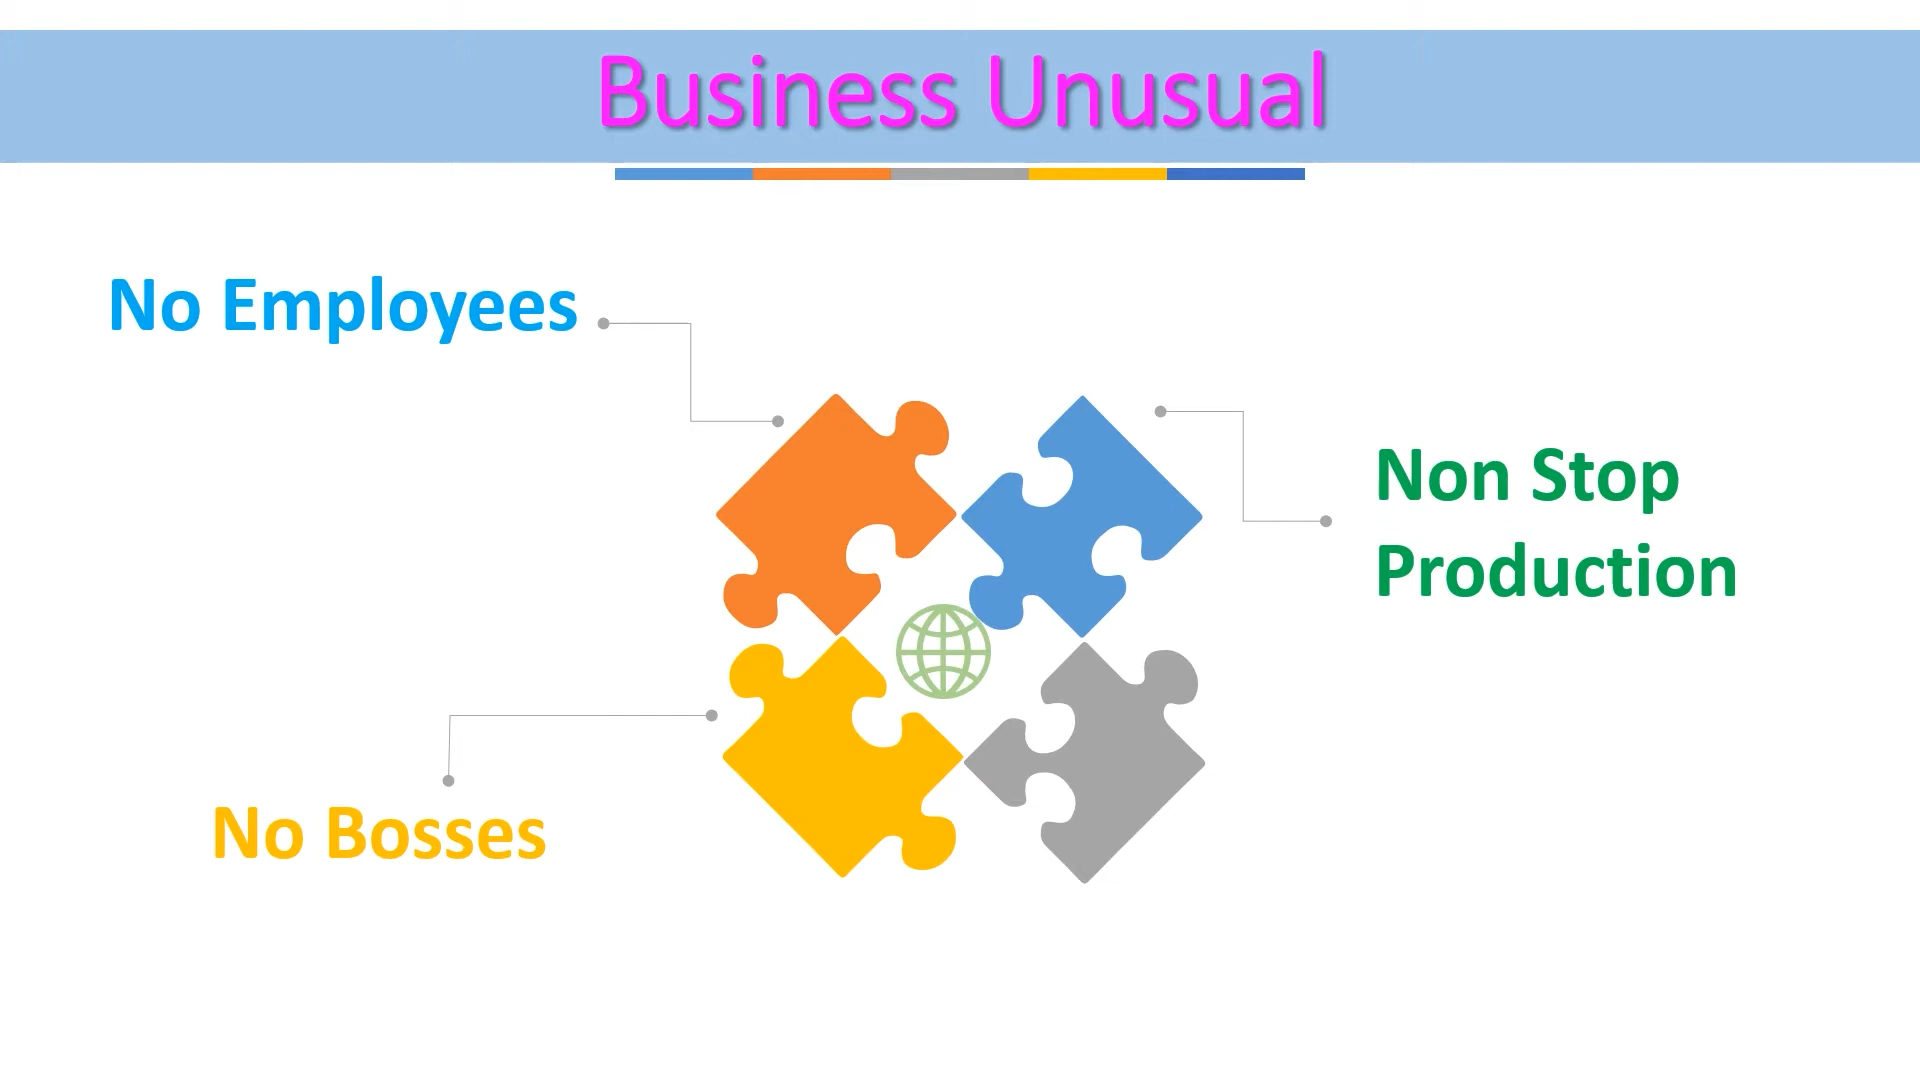 Business Unusual
No Employees
Non Stop
Production
No Bosses